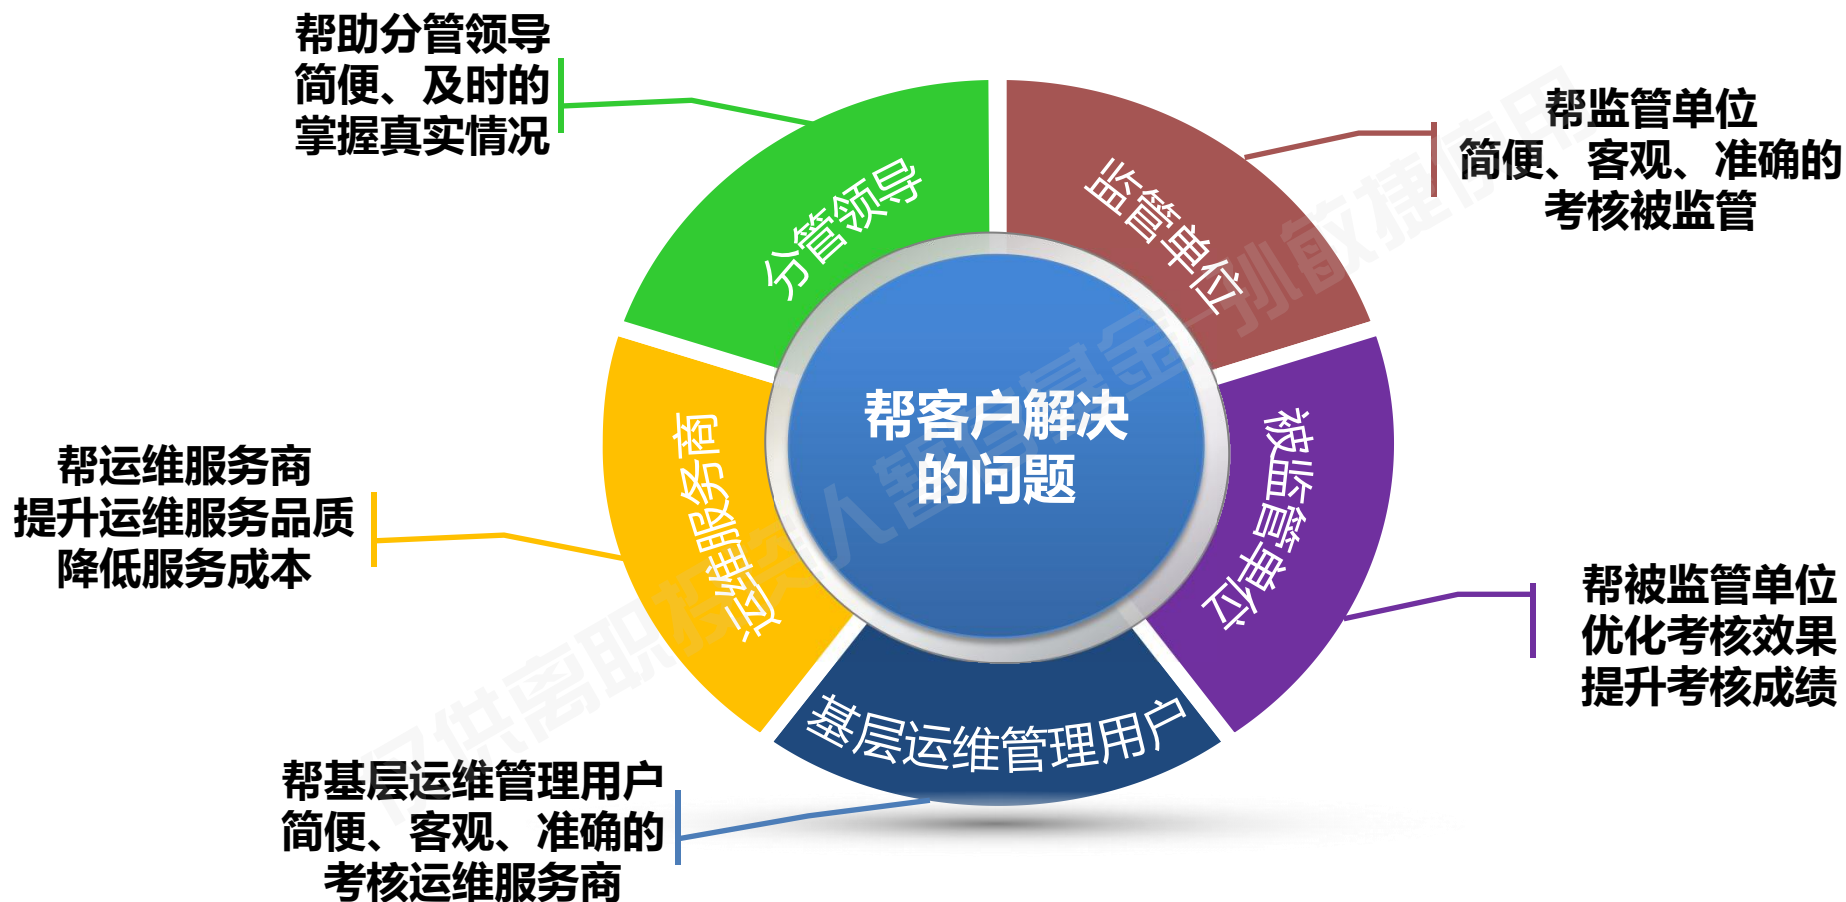 帮助分管领导
简便、及时的
掌握真实情况
帮监管单位
简便、客观、准确的
考核被监管
分管领导
监管单位
帮客户解决
的问题
被监管单位
运维服务商
基层运维管理用户
帮运维服务商
提升运维服务品质
降低服务成本
帮被监管单位
优化考核效果
提升考核成绩
帮基层运维管理用户
简便、客观、准确的
考核运维服务商